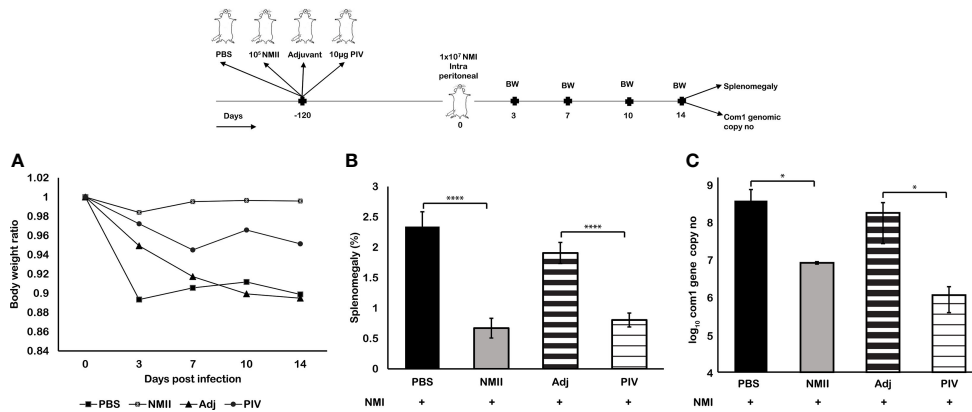 PBS 10⁵ NMII Adjuvant 10µg PIV
1x10⁷ NMI
Intra
peritoneal
BW BW BW BW
Splenomegaly
Days -120 0 3 7 10 14
Com1 genomic
copy no
A
1.02
1
0.98
0.96
0.94
0.92
0.9
0.88
0.86
0.84
Body weight ratio
0 3 7 10 14
Days post infection
PBS NMII Adj PIV
B
3
2.5
2
1.5
1
0.5
0
Splenomegaly (%)
**** ****
PBS NMII Adj PIV
NMI + + + +
C
9
8
7
6
5
4
log₁₀ com1 gene copy no
* *
PBS NMII Adj PIV
NMI + + + +